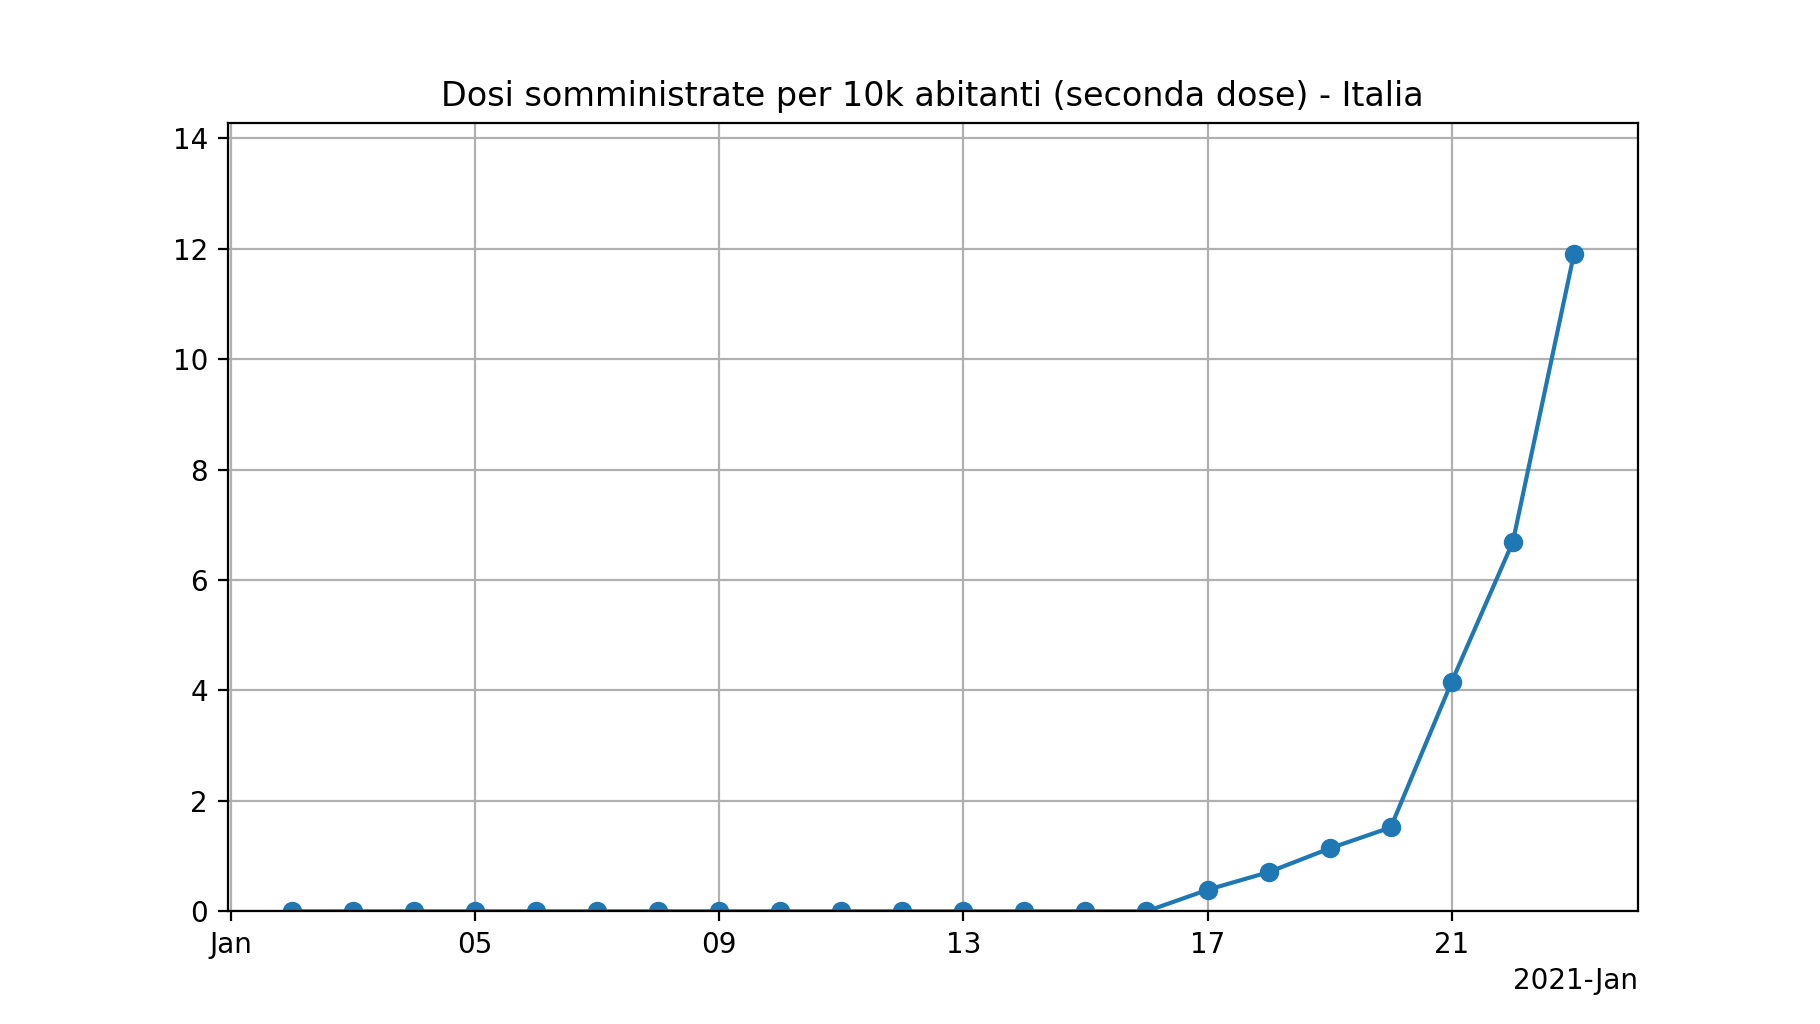 Dosi somministrate per 10k abitanti (seconda dose) - Italia
14
12
10
8
6
4
2
0
Jan 05 09 13 17 21
2021-Jan